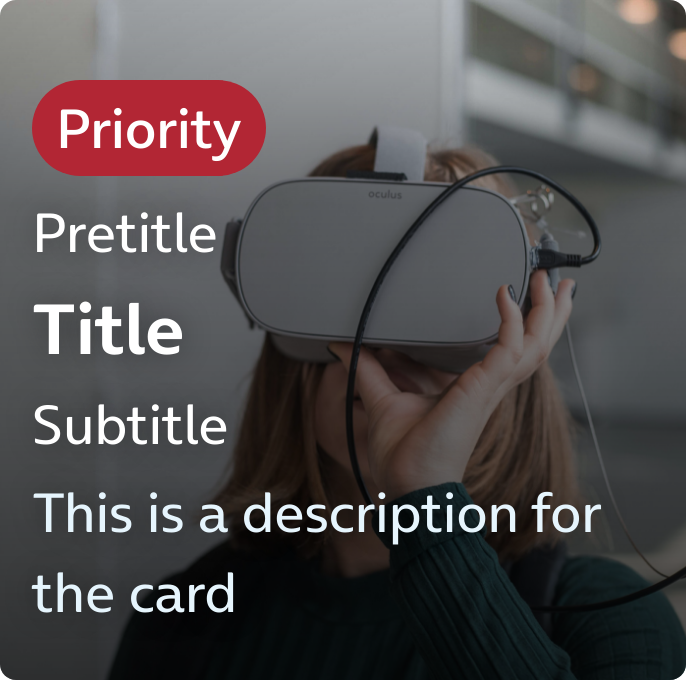 Priority
oculus
Pretitle
Title
Subtitle
This is a description for
the card